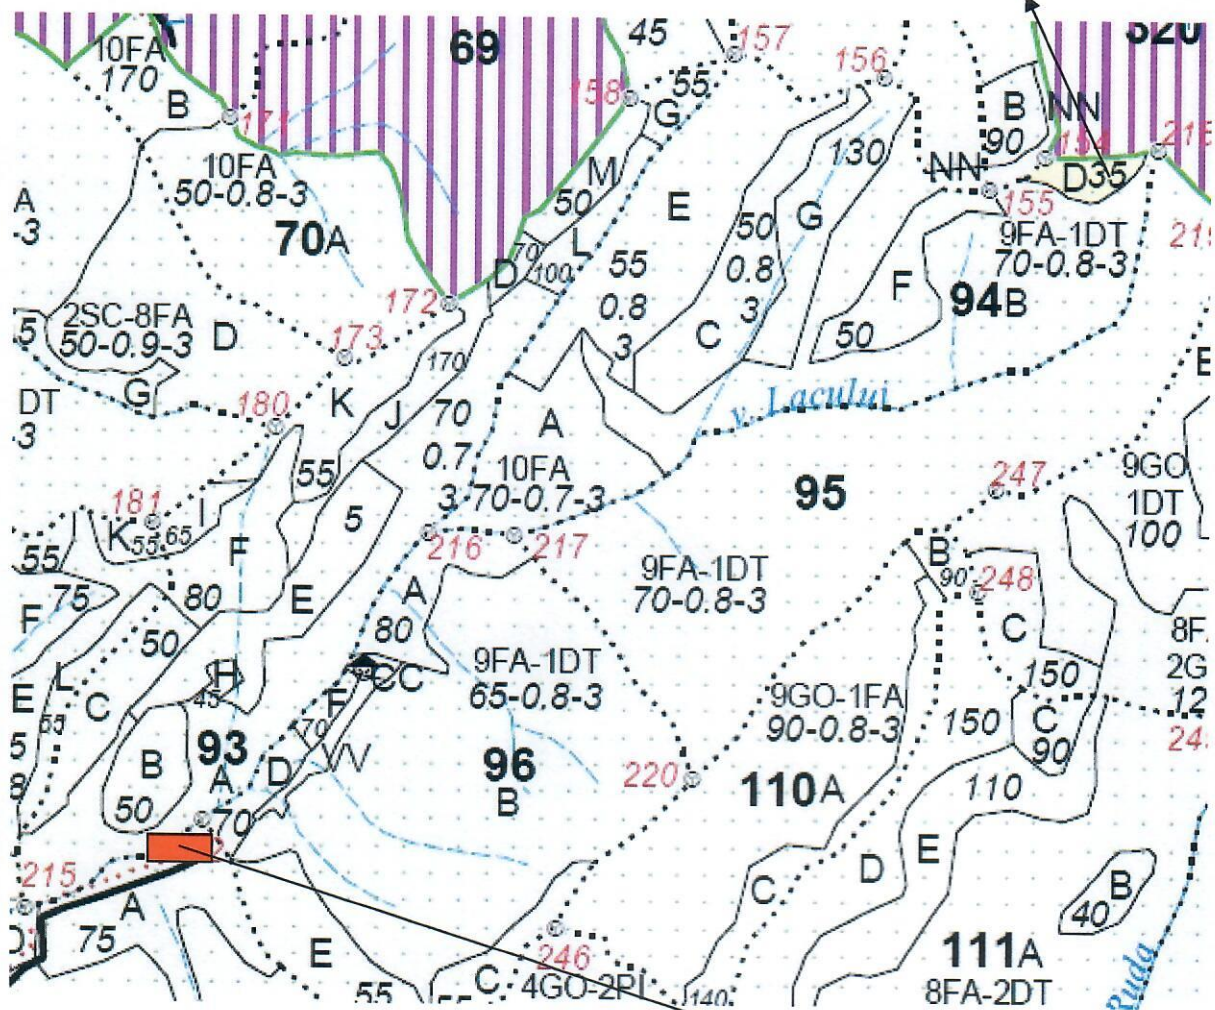 10FA
170
B
171
69
45
158
55
157
156
320
G
B
90
NN
154
215
10FA
50-0.8-3
70A
M
50
E
130
NN
D35
155
A
-3
50
0.8
3
G
9FA-1DT
70-0.8-3
70
L
100
D
55
0.8
3
F
94B
172
2SC-8FA
50-0.9-3
D
5
173
C
50
G
170
v. Lacului
E
DT
-3
180
K
J
70
0.7
3
A
10FA
70-0.7-3
95
247
9GO
1DT
100
55
181
K
55
65
I
F
5
216
217
B
90
248
55
75
F
80
E
A
80
9FA-1DT
70-0.8-3
C
50
L
H
45
CC
9FA-1DT
65-0.8-3
9GO-1FA
90-0.8-3
150
8F
2G
12
E
5
8
55
C
F
70
VV
150
C
90
93
B
50
A
D
96
B
220
110A
110
70
215
A
75
D
E
55
C
55
246
4GO-2PI
C
140
D
E
B
40
111A
8FA-2DT
Ruda